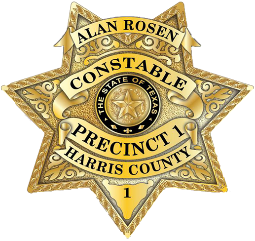 ALAN ROSEN
CONSTABLE
THE STATE OF TEXAS
PRECINCT 1
HARRIS COUNTY
1